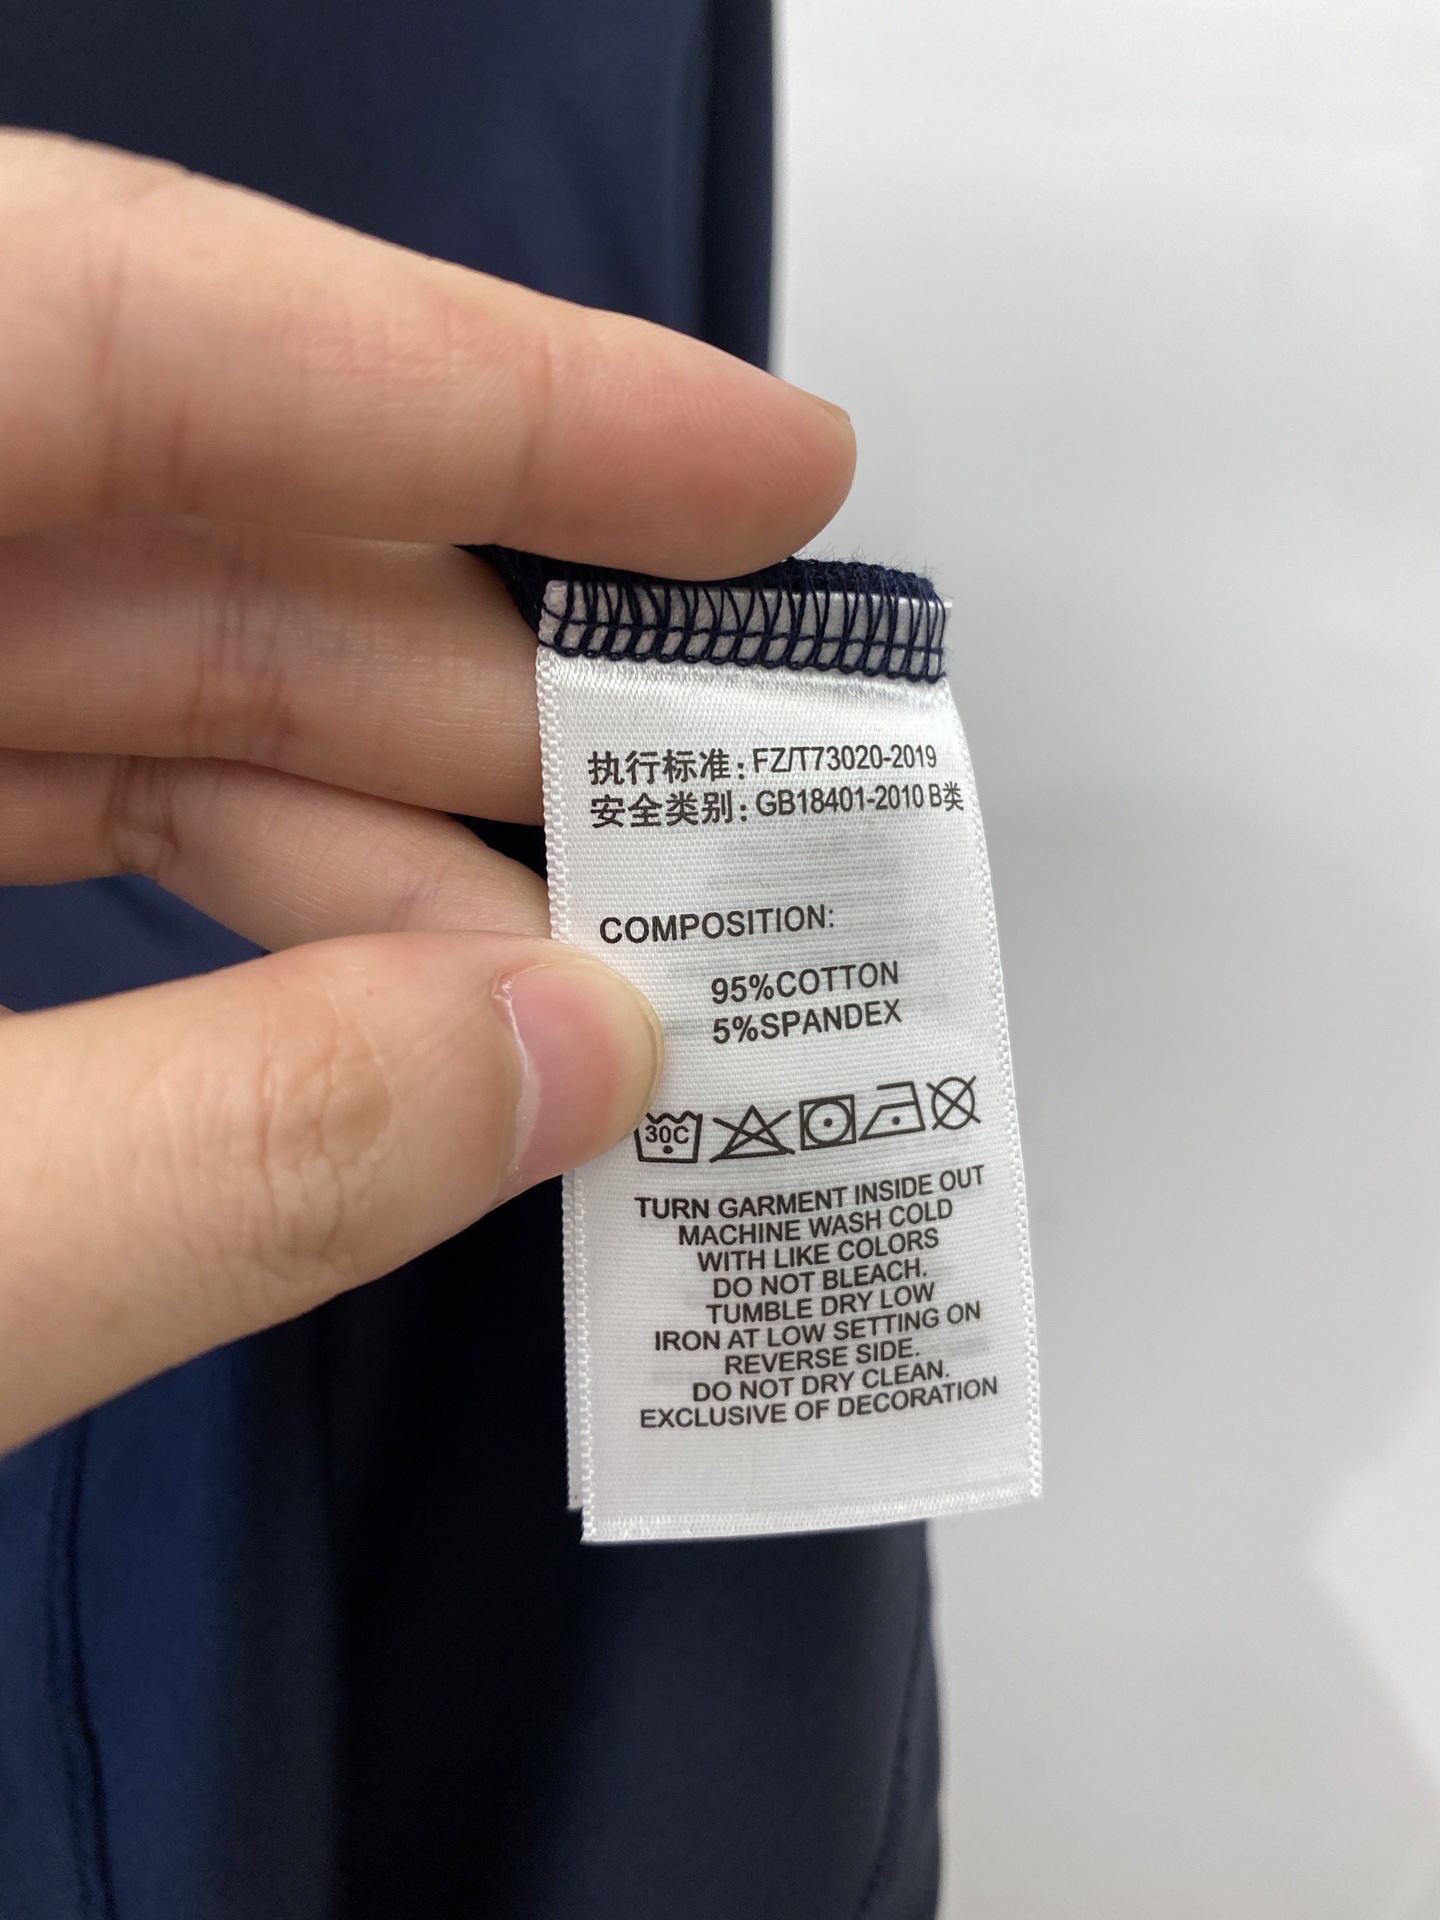 执行标准：FZ/T73020-2019
安全类别：GB18401-2010 B类
COMPOSITION:
95%COTTON
5%SPANDEX
30C
TURN GARMENT INSIDE OUT
MACHINE WASH COLD
WITH LIKE COLORS
DO NOT BLEACH.
TUMBLE DRY LOW
IRON AT LOW SETTING ON
REVERSE SIDE.
DO NOT DRY CLEAN.
EXCLUSIVE OF DECORATION